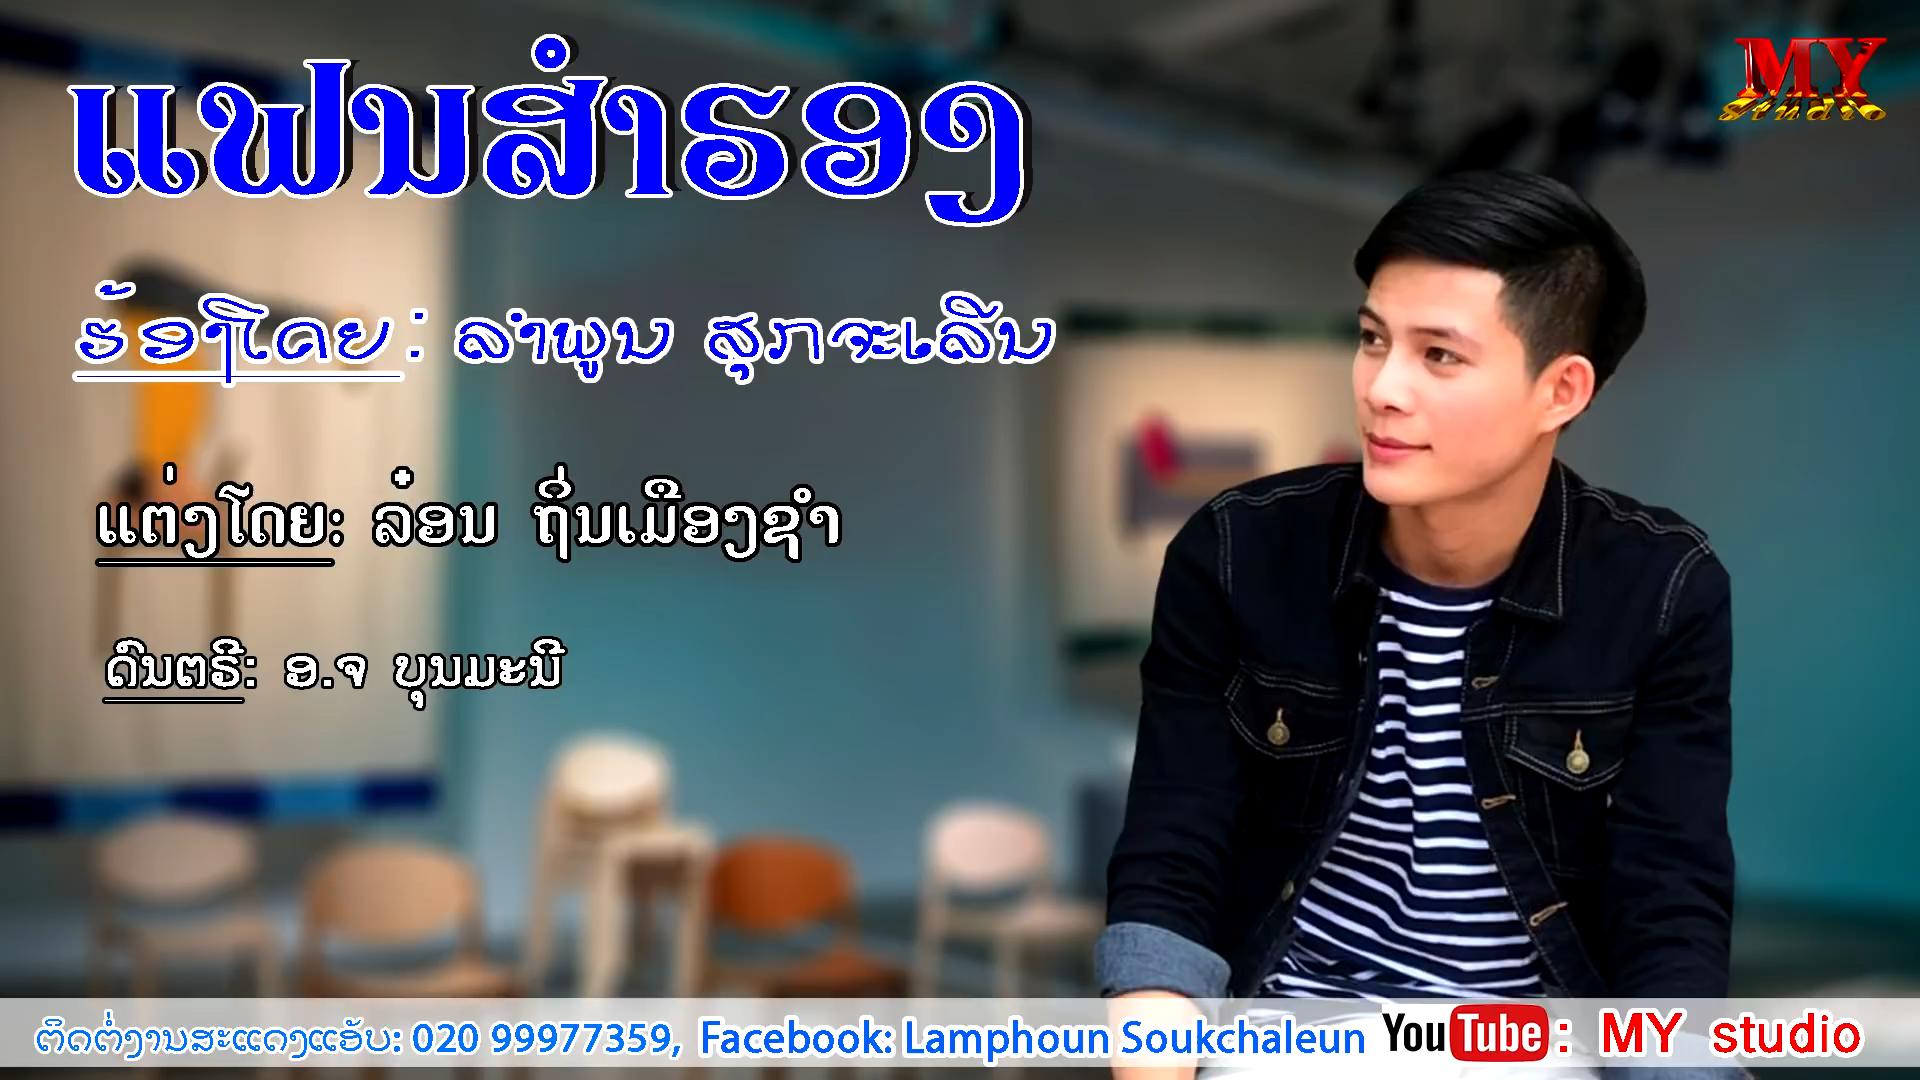 MY
studio
ແຟນສຳຮອງ
ຮ້ອງໂດຍ: ລຳພູນ ສຸກຈະເລີນ
ແຕ່ງໂດຍ: ລ໋ອນ ຖິ່ນເມືອງຊຳ
ດົນຕຣີ: ອ.ຈ ບຸນມະນີ
ຕິດຕໍ່ງານສະແດງແອັບ: 020 99977359, Facebook: Lamphoun Soukchaleun YouTube: MY studio